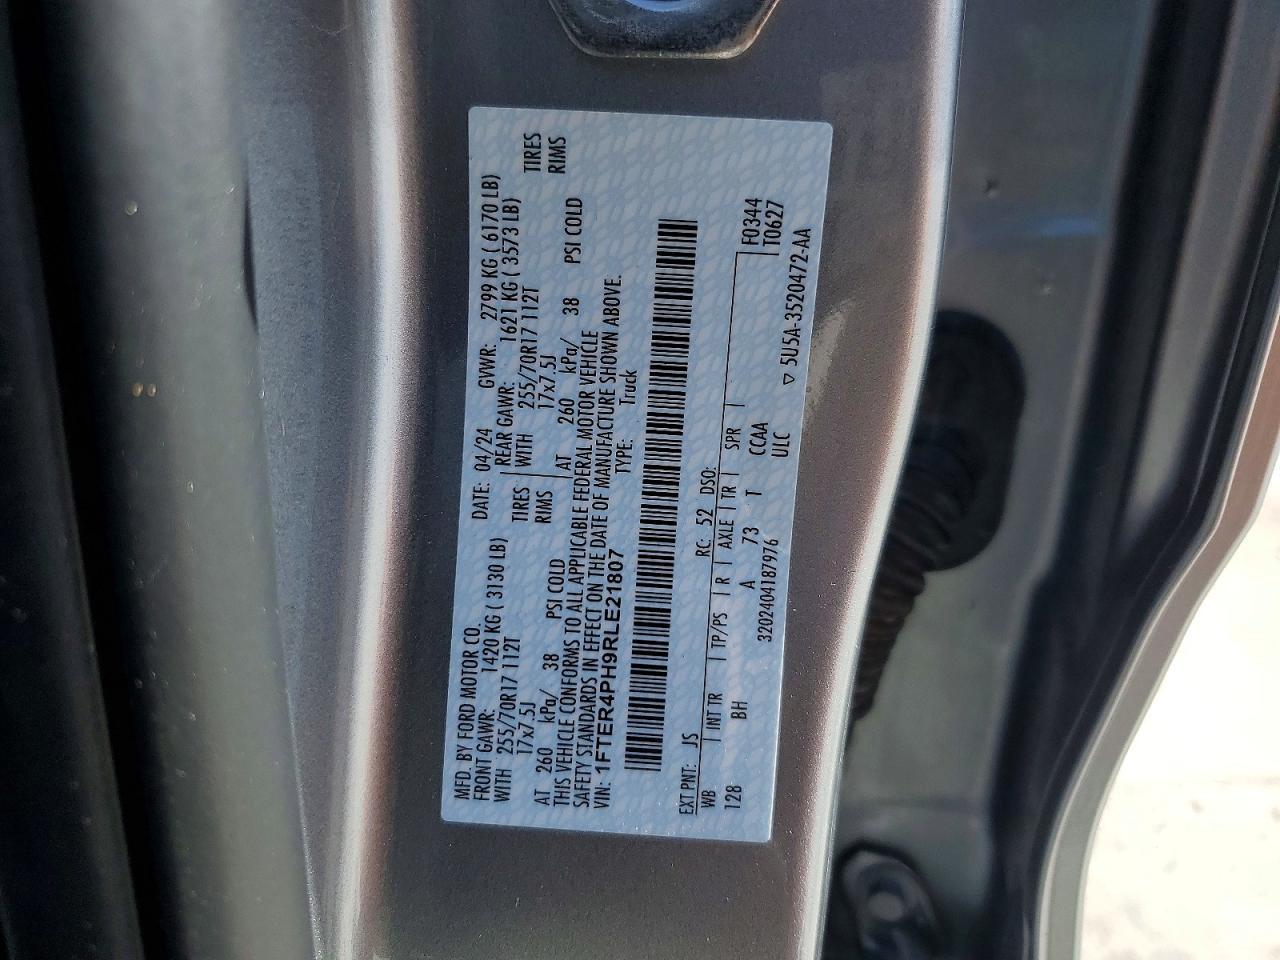 MFD. BY FORD MOTOR CO.
DATE: 04/24 GVWR: 2799 KG ( 6170 LB)
FRONT GAWR: 1420 KG ( 3130 LB) REAR GAWR: 1621 KG ( 3573 LB)
WITH 255/70R17 112T TIRES WITH 255/70R17 112T TIRES
17x7.5J RIMS 17x7.5J RIMS
AT 260 kPa/ 38 PSI COLD AT 260 kPa/ 38 PSI COLD
THIS VEHICLE CONFORMS TO ALL APPLICABLE FEDERAL MOTOR VEHICLE
SAFETY STANDARDS IN EFFECT ON THE DATE OF MANUFACTURE SHOWN ABOVE.
VIN: 1FTER4PH9RLE21807 TYPE: Truck
EXT PNT: JS RC: 52 DSO: F0344
WB INT TR TP/PS R AXLE TR SPR T0627
128 BH A 73 T CCAA
3202404187976 ULC ▽ 5U5A-3520472-AA